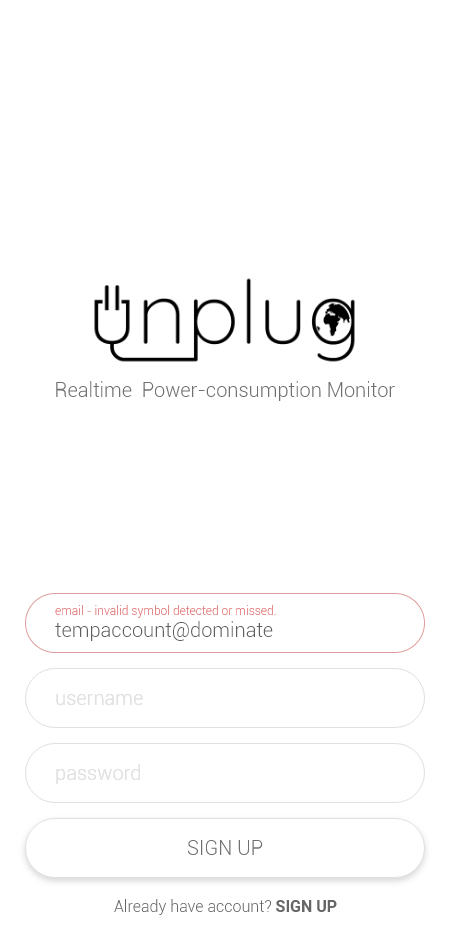 unplug
Realtime Power-consumption Monitor
email - invalid symbol detected or missed.
tempaccount@dominate
username
password
SIGN UP
Already have account? SIGN UP